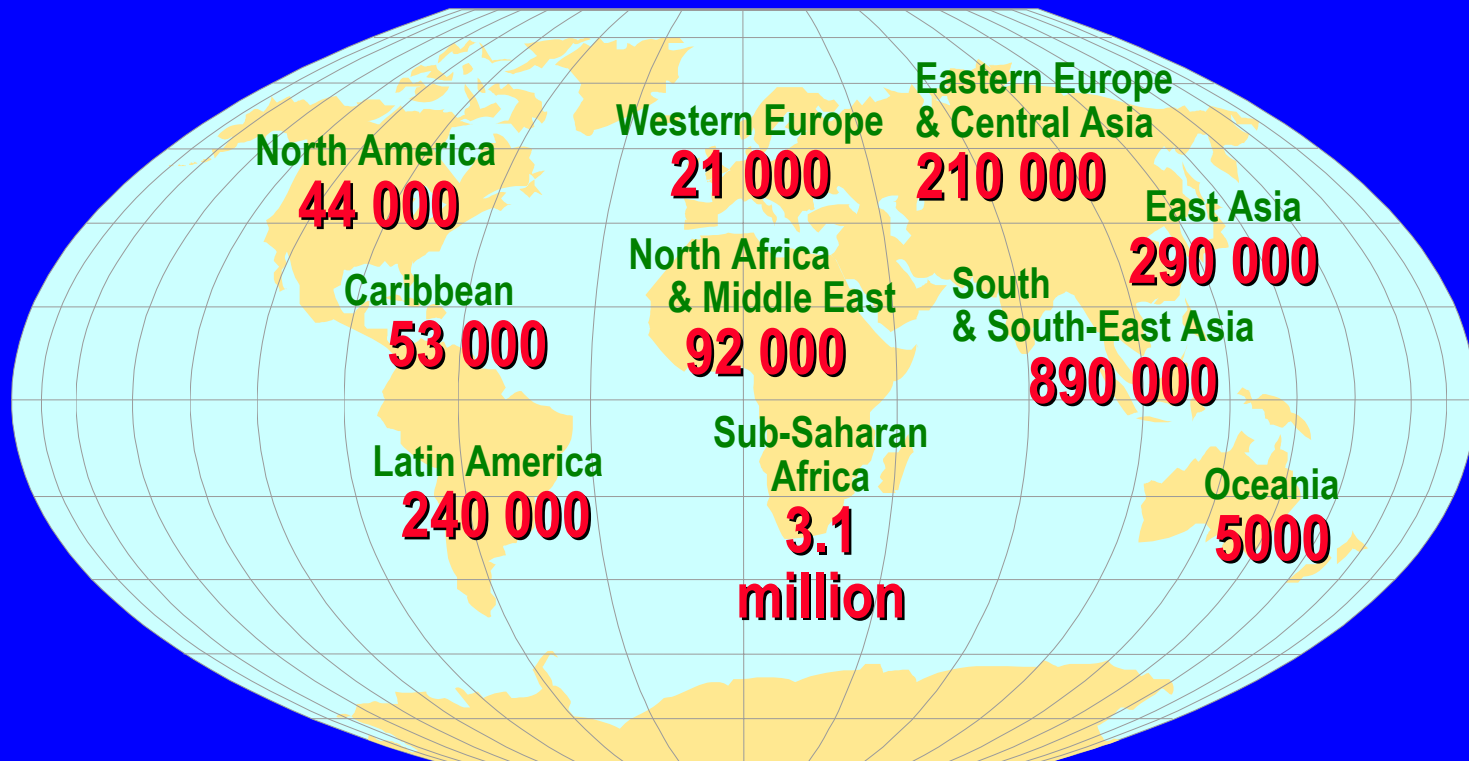 North America
44 000
Western Europe
21 000
Eastern Europe
& Central Asia
210 000
East Asia
290 000
Caribbean
53 000
North Africa
& Middle East
92 000
South
& South-East Asia
890 000
Latin America
240 000
Sub-Saharan
Africa
3.1
million
Oceania
5000